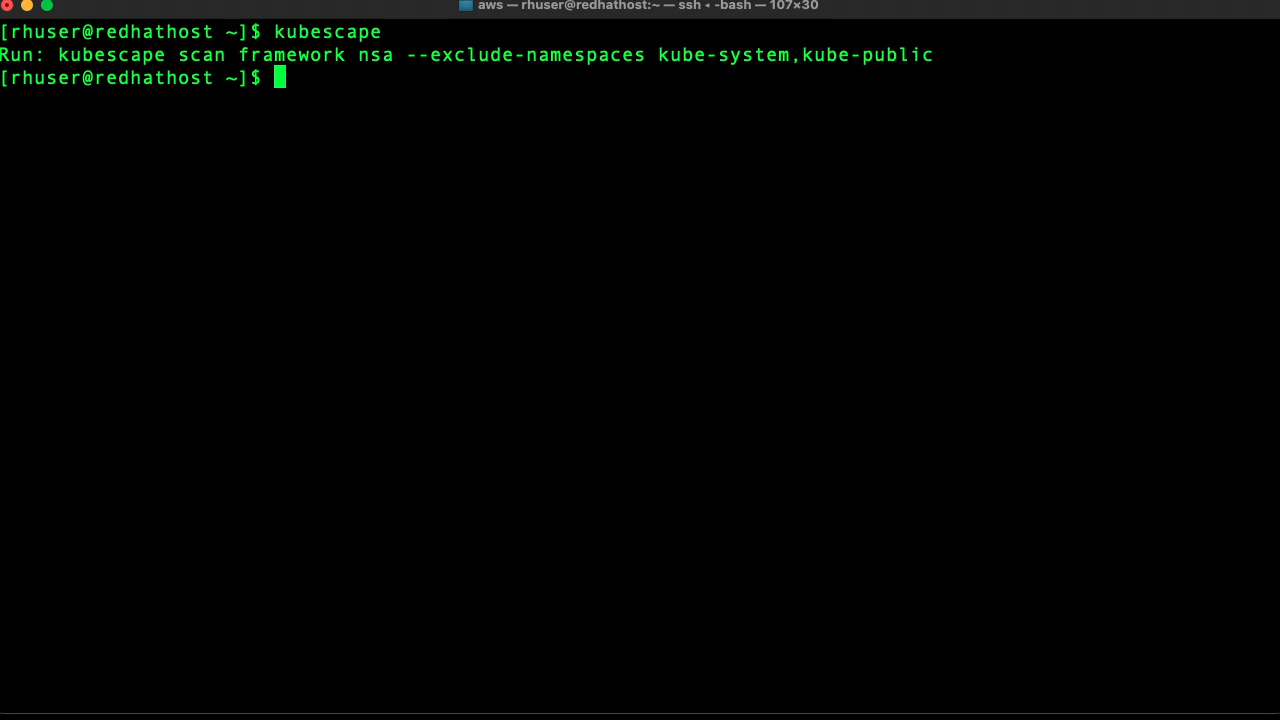 aws — rhuser@redhathost:~ — ssh ◂ -bash — 107×30
[rhuser@redhathost ~]$ kubescape
Run: kubescape scan framework nsa --exclude-namespaces kube-system,kube-public
[rhuser@redhathost ~]$